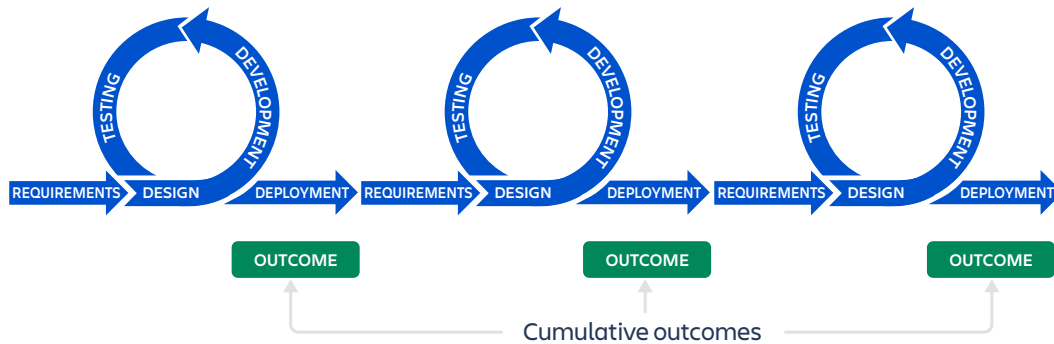 TESTING
DEVELOPMENT
REQUIREMENTS
DESIGN
DEPLOYMENT
TESTING
DEVELOPMENT
REQUIREMENTS
DESIGN
DEPLOYMENT
TESTING
DEVELOPMENT
REQUIREMENTS
DESIGN
DEPLOYMENT
OUTCOME
OUTCOME
OUTCOME
Cumulative outcomes